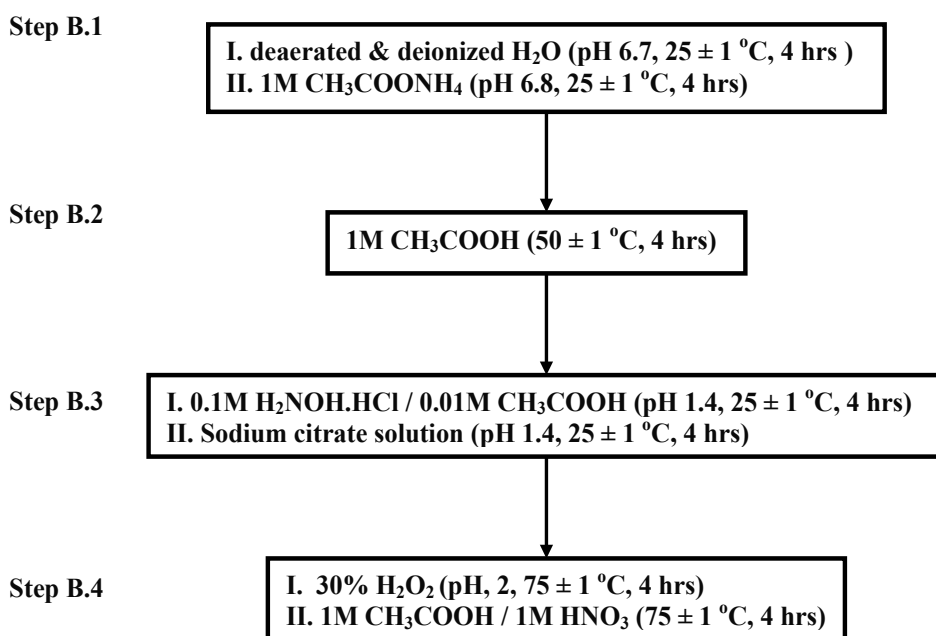 Step B.1
I. deaerated & deionized H₂O (pH 6.7, 25 ± 1 °C, 4 hrs )
II. 1M CH₃COONH₄ (pH 6.8, 25 ± 1 °C, 4 hrs)
Step B.2
1M CH₃COOH (50 ± 1 °C, 4 hrs)
Step B.3
I. 0.1M H₂NOH.HCl / 0.01M CH₃COOH (pH 1.4, 25 ± 1 °C, 4 hrs)
II. Sodium citrate solution (pH 1.4, 25 ± 1 °C, 4 hrs)
Step B.4
I. 30% H₂O₂ (pH, 2, 75 ± 1 °C, 4 hrs)
II. 1M CH₃COOH / 1M HNO₃ (75 ± 1 °C, 4 hrs)